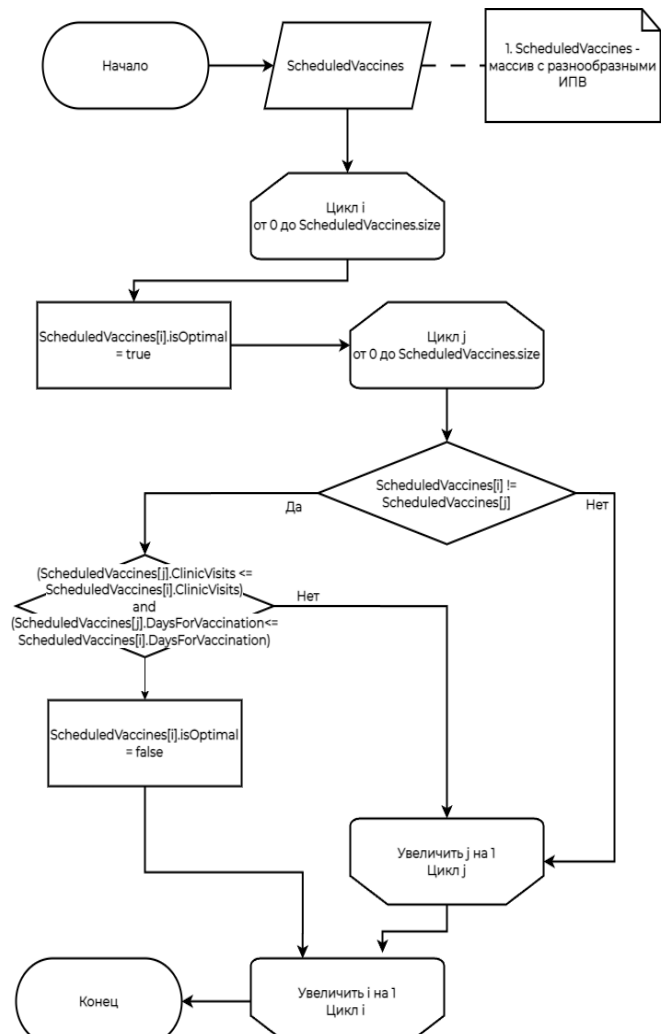 Начало
ScheduledVaccines
1. ScheduledVaccines -
массив с разнообразными
ИПВ
Цикл i
от 0 до ScheduledVaccines.size
ScheduledVaccines[i].isOptimal
= true
Цикл j
от 0 до ScheduledVaccines.size
ScheduledVaccines[i] !=
ScheduledVaccines[j]
Да
Нет
(ScheduledVaccines[j].ClinicVisits <=
ScheduledVaccines[i].ClinicVisits)
and
(ScheduledVaccines[j].DaysForVaccination<=
ScheduledVaccines[i].DaysForVaccination)
Нет
ScheduledVaccines[i].isOptimal
= false
Увеличить j на 1
Цикл j
Увеличить i на 1
Цикл i
Конец